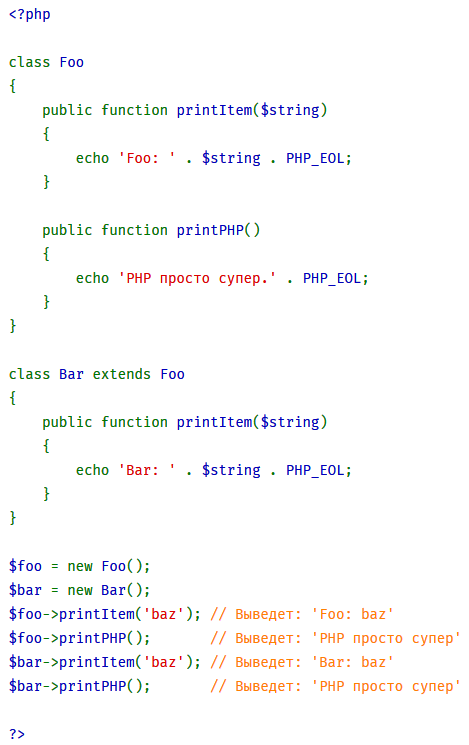 <?php

class Foo
{
    public function printItem($string)
    {
        echo 'Foo: ' . $string . PHP_EOL;
    }

    public function printPHP()
    {
        echo 'PHP просто супер.' . PHP_EOL;
    }
}

class Bar extends Foo
{
    public function printItem($string)
    {
        echo 'Bar: ' . $string . PHP_EOL;
    }
}

$foo = new Foo();
$bar = new Bar();
$foo->printItem('baz'); // Выведет: 'Foo: baz'
$foo->printPHP();       // Выведет: 'PHP просто супер'
$bar->printItem('baz'); // Выведет: 'Bar: baz'
$bar->printPHP();       // Выведет: 'PHP просто супер'

?>